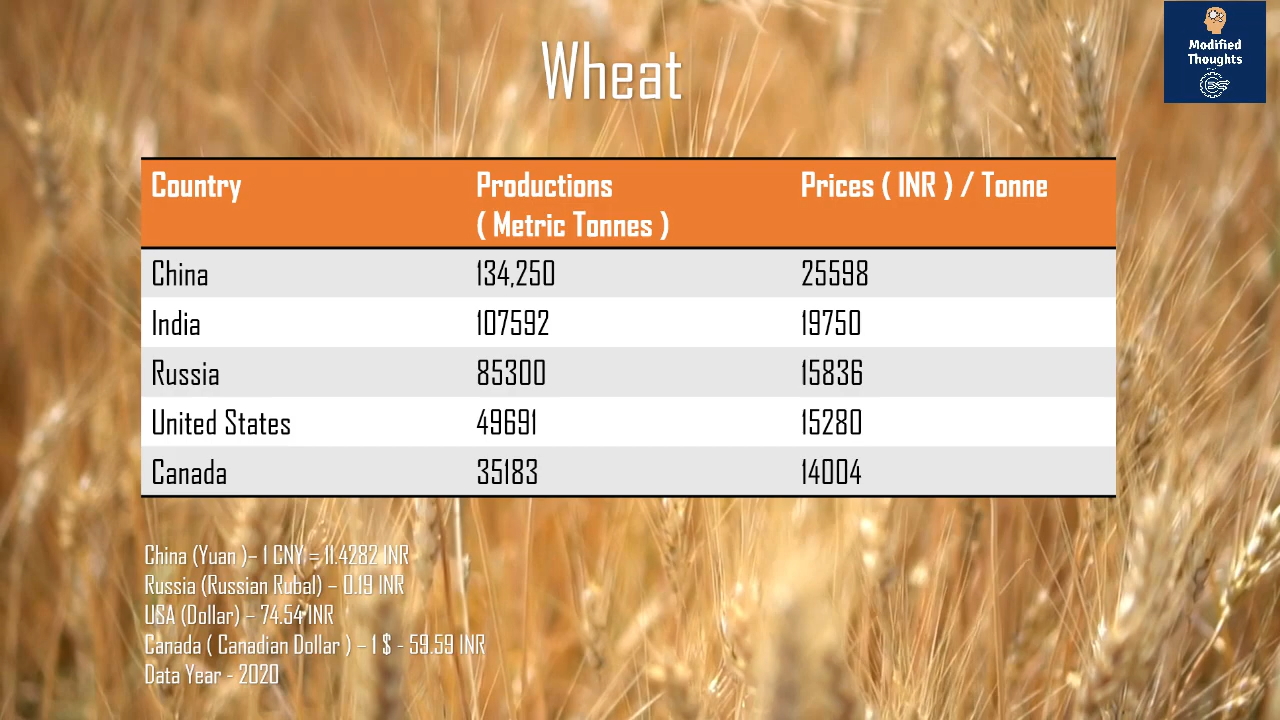 Modified
Thoughts
Wheat
Country Productions Prices ( INR ) / Tonne
( Metric Tonnes )
China 134,250 25598
India 107592 19750
Russia 85300 15836
United States 49691 15280
Canada 35183 14004
China (Yuan )– 1 CNY = 11.4282 INR
Russia (Russian Rubal) – 0.19 INR
USA (Dollar) – 74.54 INR
Canada ( Canadian Dollar ) – 1 $ - 59.59 INR
Data Year - 2020